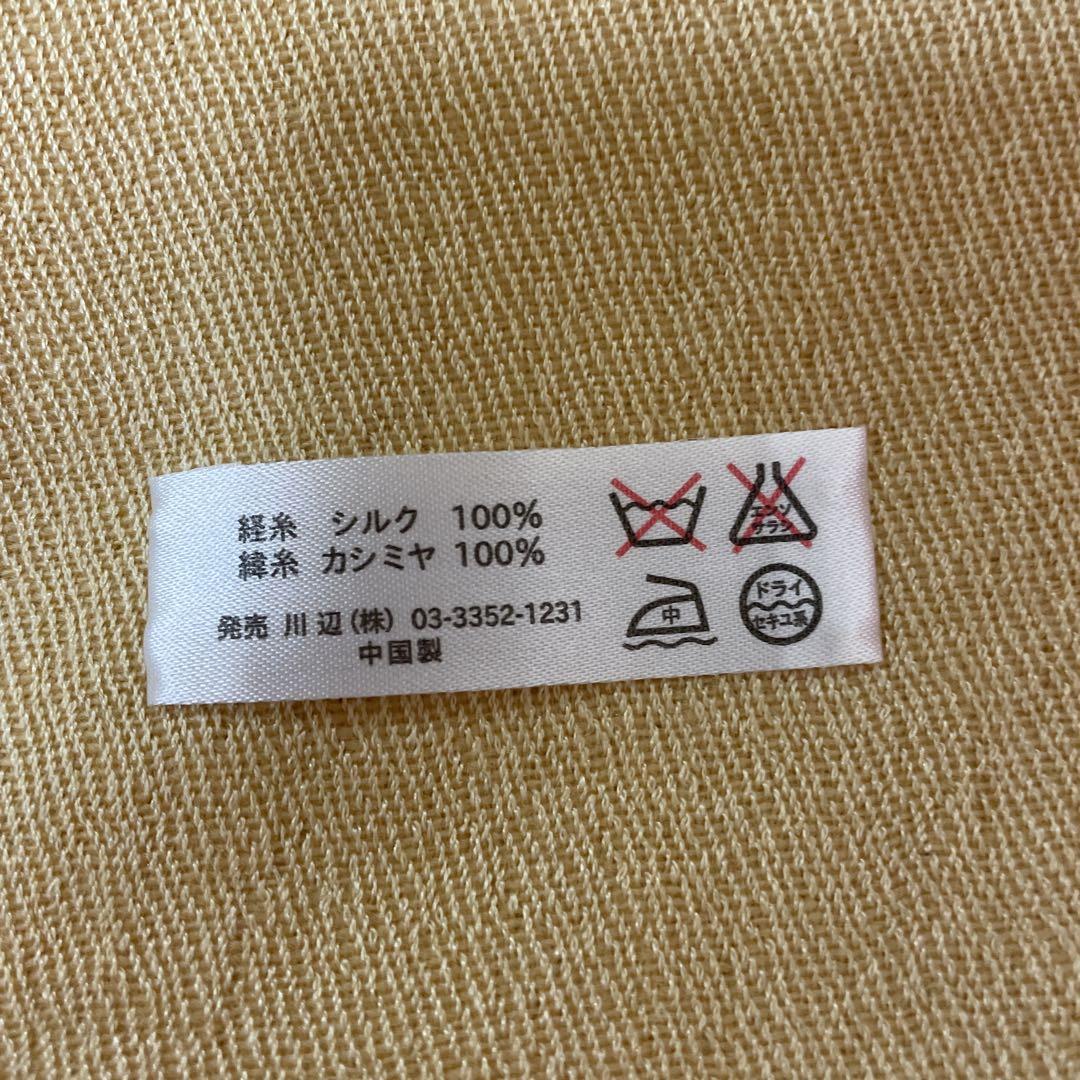 経糸 シルク 100%
緯糸 カシミヤ 100%
発売 川辺(株) 03-3352-1231
中国製
エンソ
サラシ
中
ドライ
セキユ系